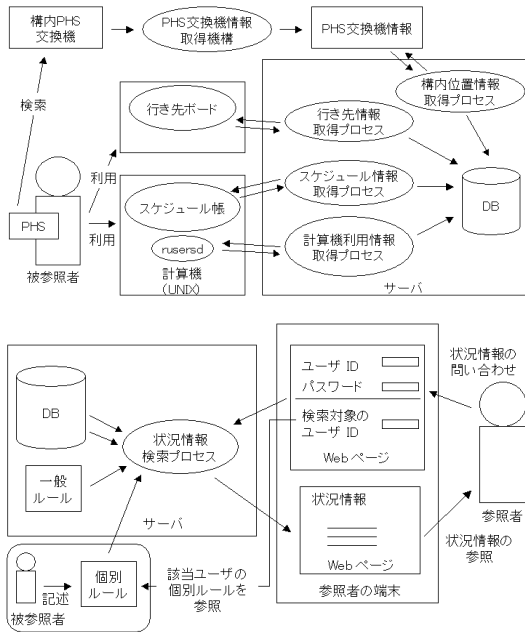 構内PHS
交換機
PHS交換機情報
取得機構
PHS交換機情報
検索
行き先ボード
行き先情報
取得プロセス
構内位置情報
取得プロセス
利用
スケジュール帳
スケジュール情報
取得プロセス
DB
PHS
利用
rusersd
計算機利用情報
取得プロセス
被参照者
計算機
(UNIX)
サーバ
DB
状況情報
検索プロセス
一般
ルール
サーバ
ユーザ ID
パスワード
検索対象の
ユーザ ID
Webページ
状況情報の
問い合わせ
状況情報
Webページ
参照者
状況情報の
参照
参照者の端末
個別
ルール
記述
被参照者
該当ユーザの
個別ルールを
参照